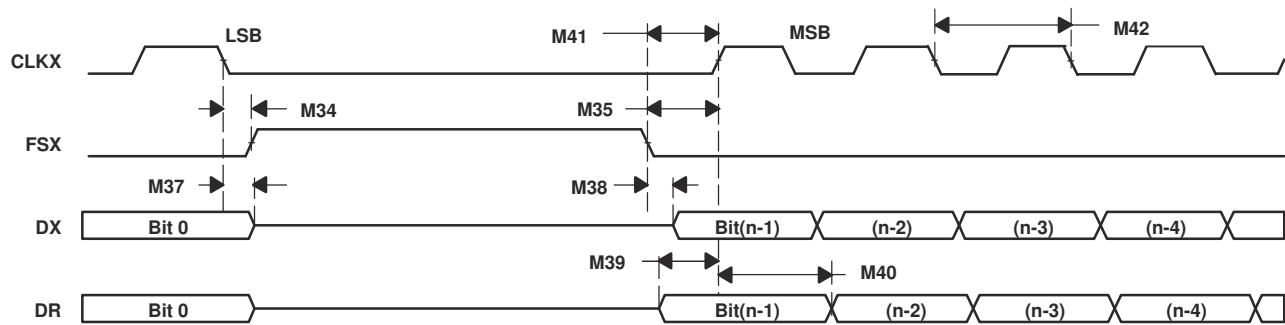 LSB M41 MSB M42
CLKX
M34 M35
FSX
M37 M38
DX Bit 0 Bit(n-1) (n-2) (n-3) (n-4)
M39 M40
DR Bit 0 Bit(n-1) (n-2) (n-3) (n-4)